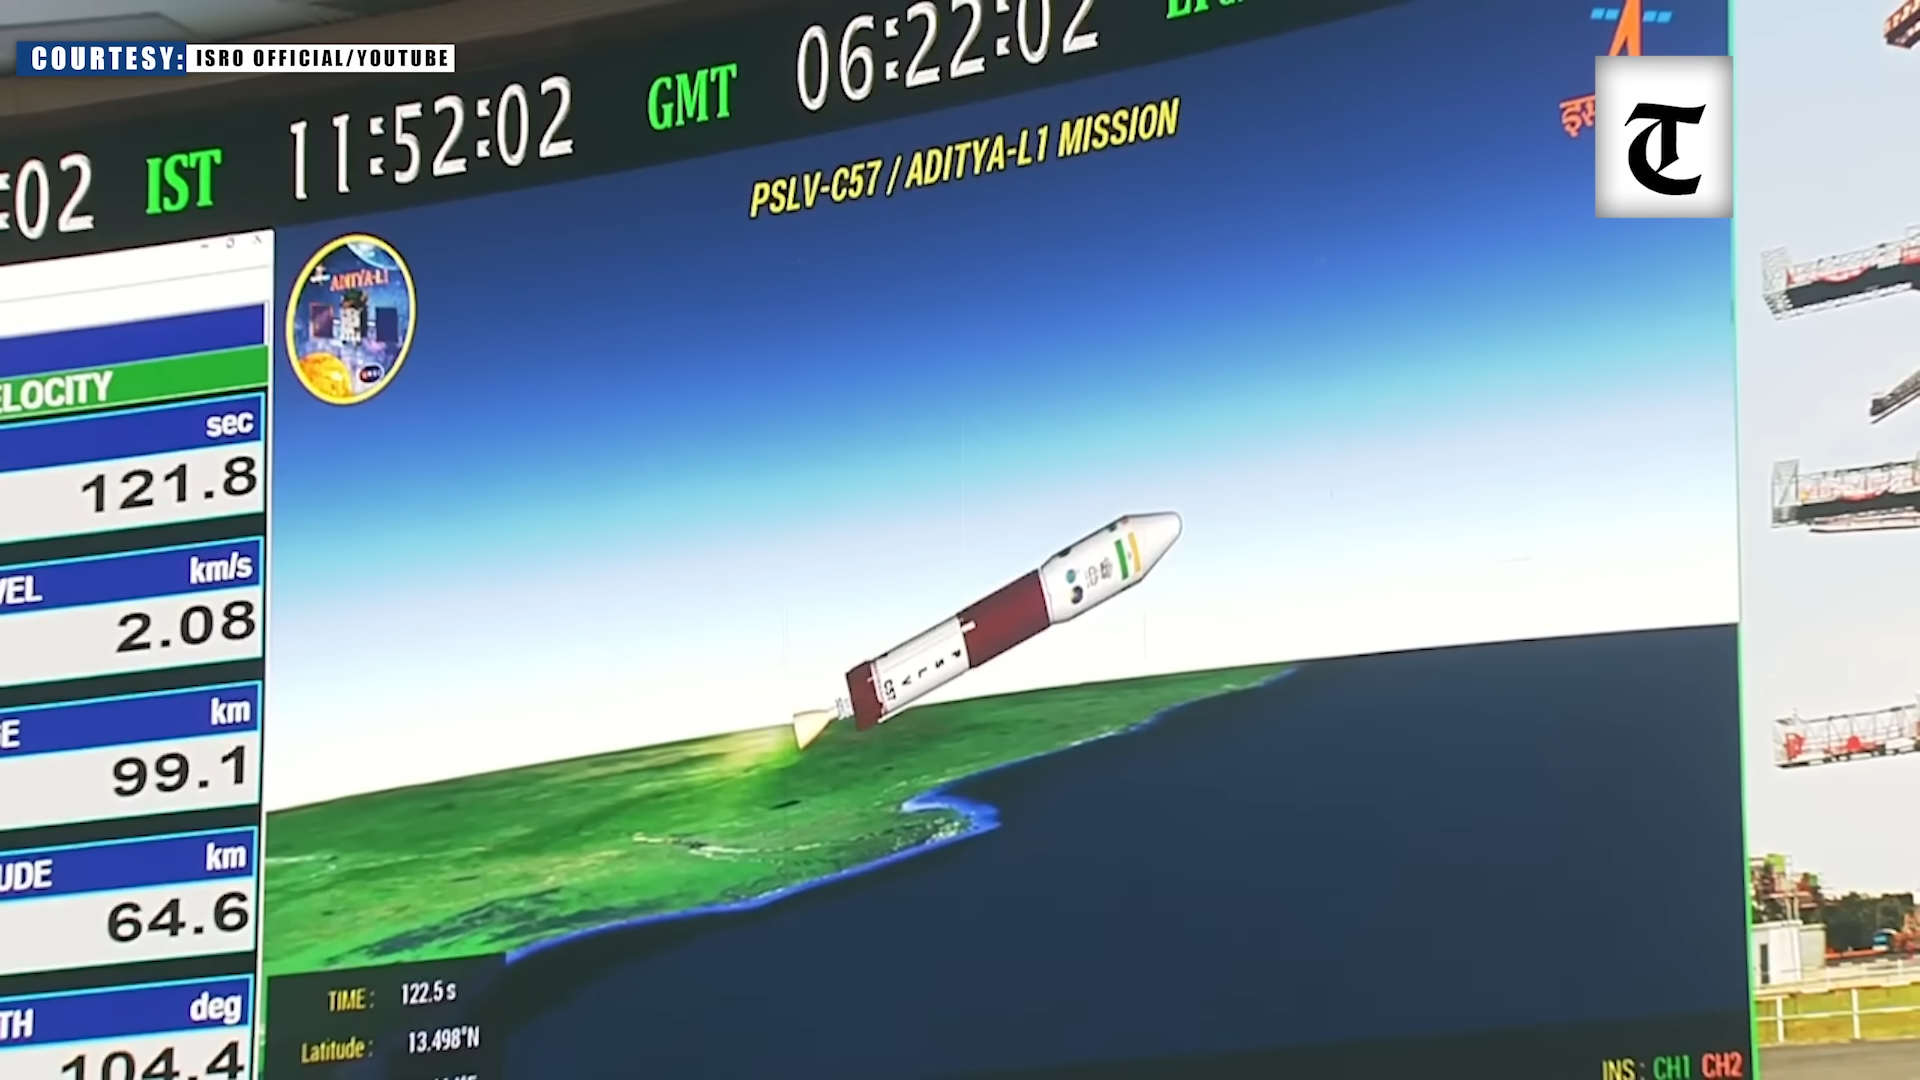 COURTESY: ISRO OFFICIAL/YOUTUBE
:02 IST 11:52:02 GMT 06:22:02
PSLV-C57 / ADITYA-L1 MISSION
T
ADITYA-L1
ELOCITY
sec
121.8
VEL km/s
2.08
E km
99.1
UDE km
64.6
TH deg
104.4
PSLV
C57
TIME : 122.5 s
Latitude : 13.498°N
INS : CH1 CH2